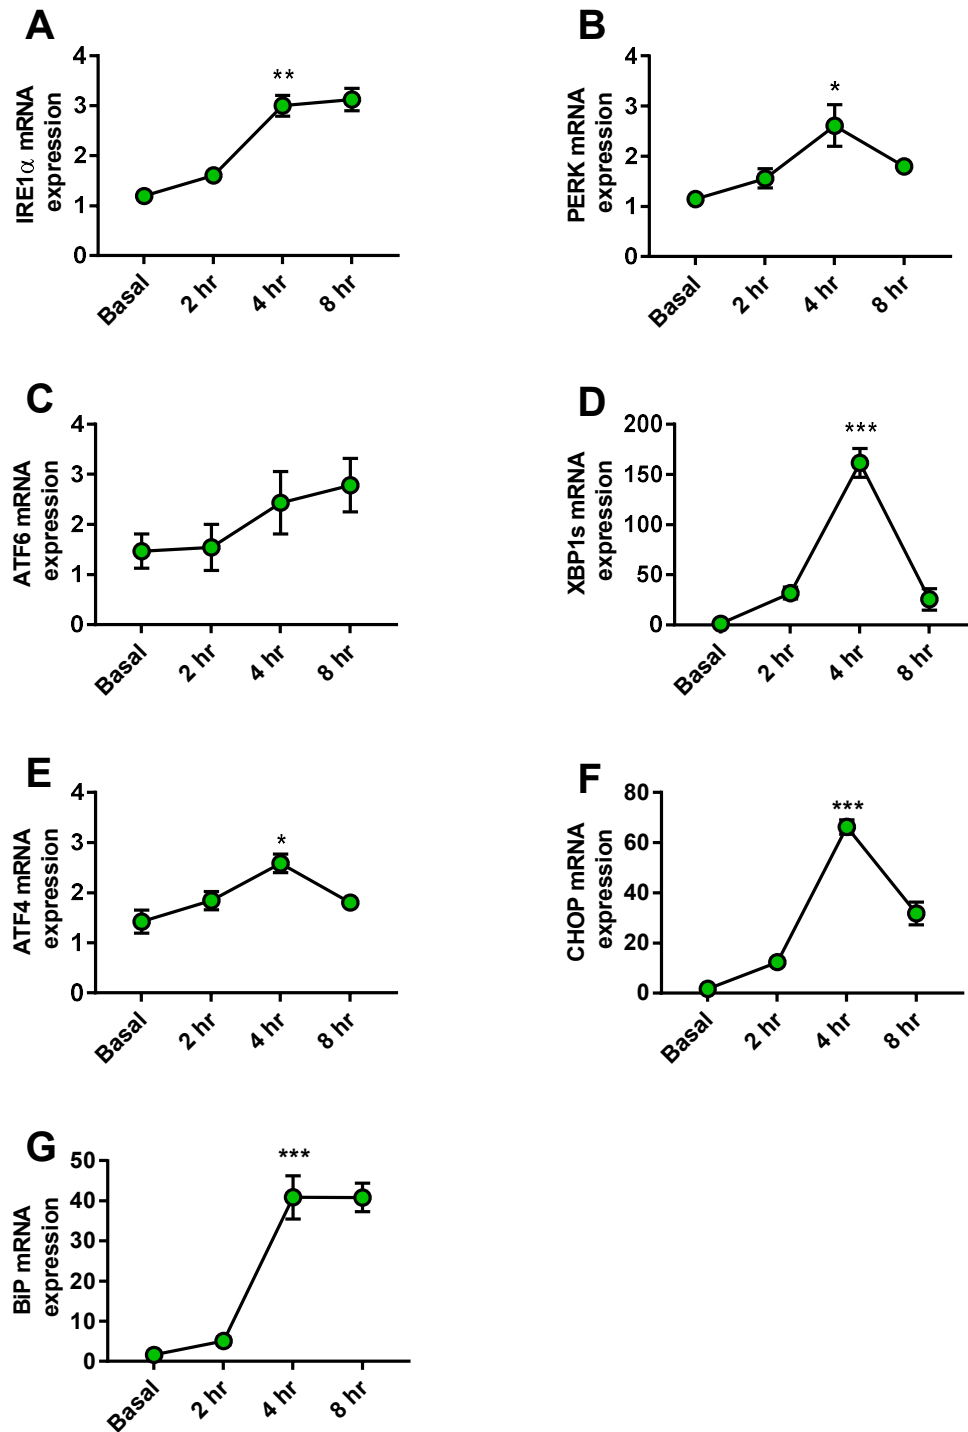 A
IRE1α mRNA
expression
4
3
2
1
0
**
Basal
2 hr
4 hr
8 hr
B
PERK mRNA
expression
4
3
2
1
0
*
Basal
2 hr
4 hr
8 hr
C
ATF6 mRNA
expression
4
3
2
1
0
Basal
2 hr
4 hr
8 hr
D
XBP1s mRNA
expression
200
150
100
50
0
***
Basal
2 hr
4 hr
8 hr
E
ATF4 mRNA
expression
4
3
2
1
0
*
Basal
2 hr
4 hr
8 hr
F
CHOP mRNA
expression
80
60
40
20
0
***
Basal
2 hr
4 hr
8 hr
G
BiP mRNA
expression
50
40
30
20
10
0
***
Basal
2 hr
4 hr
8 hr